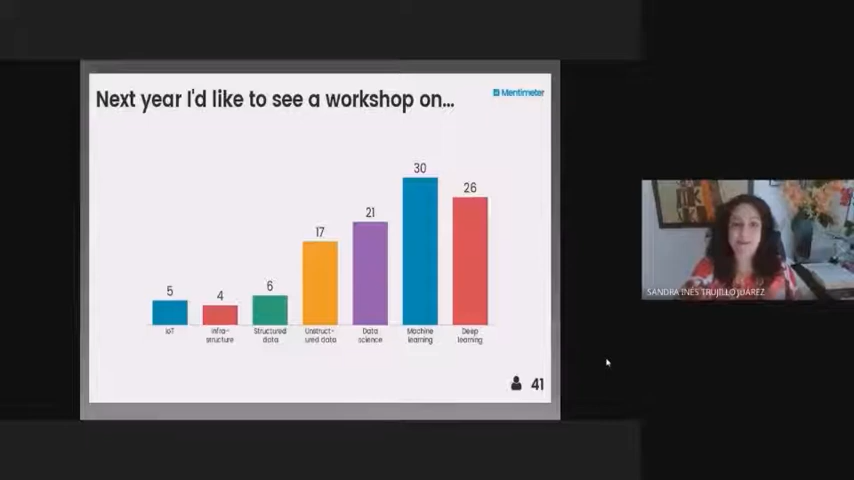 Next year I'd like to see a workshop on...
Mentimeter
30
26
21
17
5
4
6
IoT
Infra-
structure
Structured
data
Unstruct-
ured data
Data
science
Machine
learning
Deep
learning
SANDRA INÉS TRUJILLO JUÁREZ
41